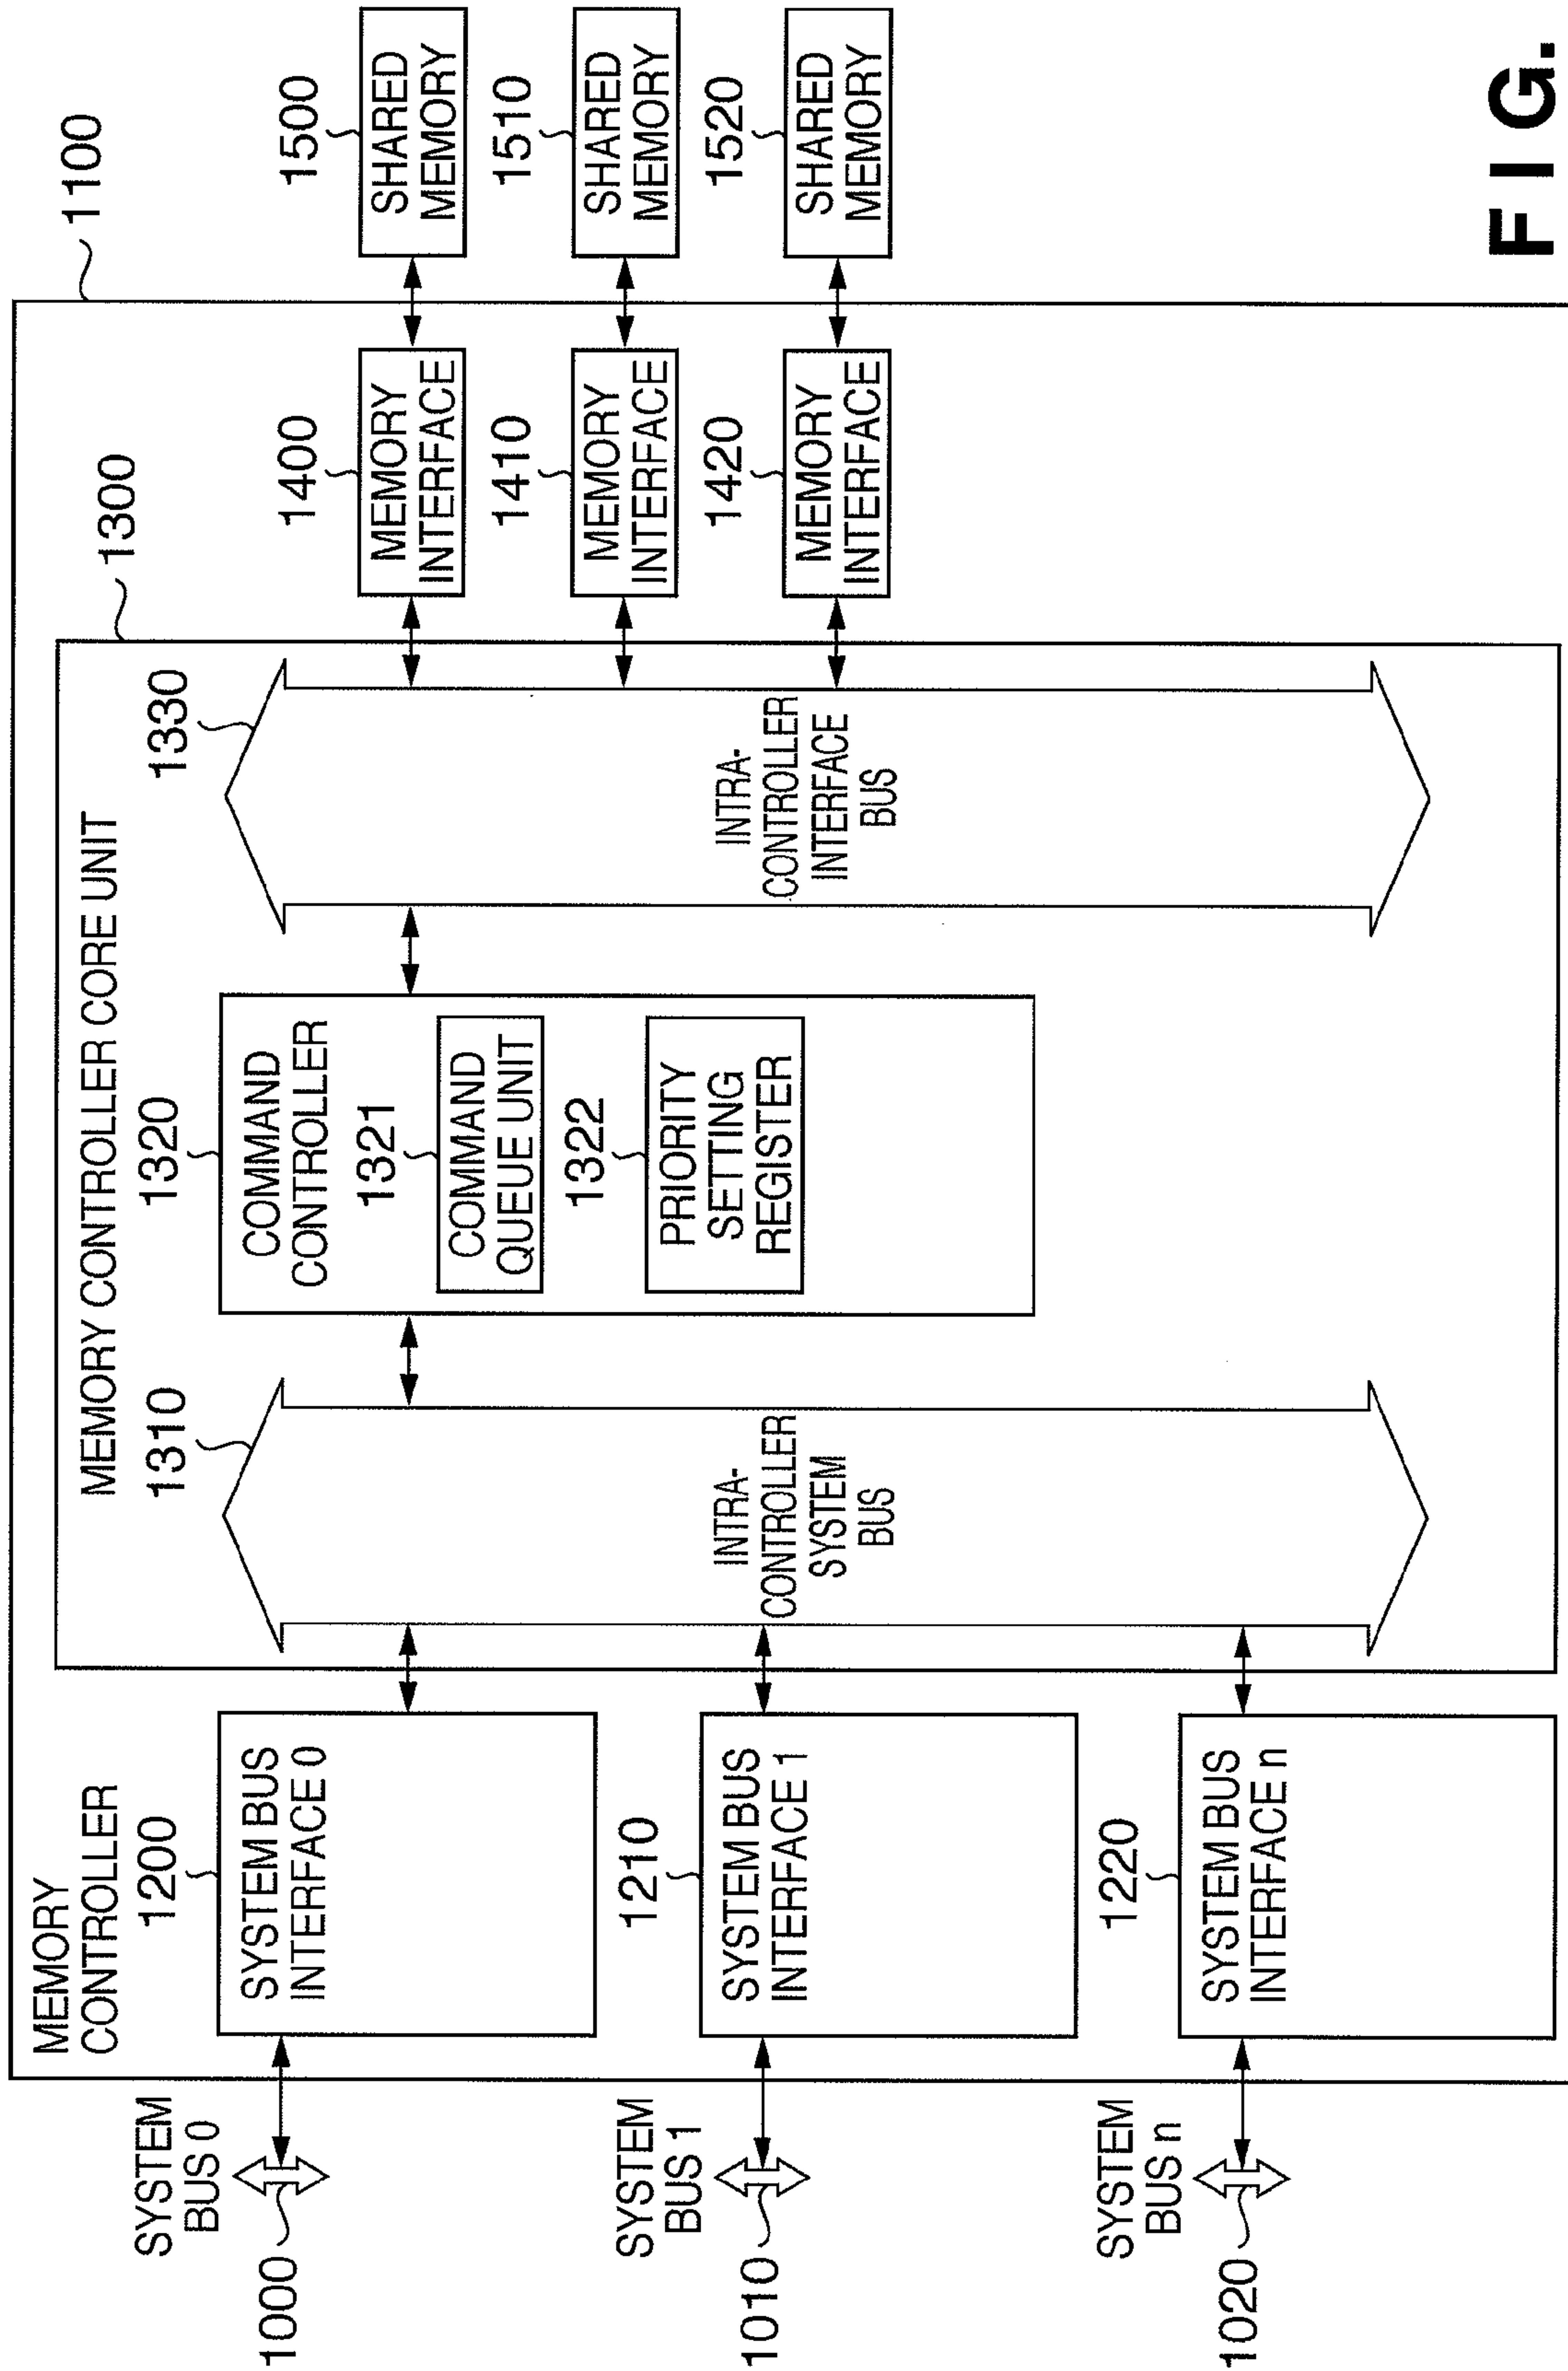 MEMORY
CONTROLLER
1100
MEMORY CONTROLLER CORE UNIT
1300
SYSTEM
BUS 0
1000
1200
SYSTEM BUS
INTERFACE 0
1310
INTRA-
CONTROLLER
SYSTEM
BUS
1320
COMMAND
CONTROLLER
1321
COMMAND
QUEUE UNIT
1322
PRIORITY
SETTING
REGISTER
1330
INTRA-
CONTROLLER
INTERFACE
BUS
1400
MEMORY
INTERFACE
1500
SHARED
MEMORY
1410
MEMORY
INTERFACE
1510
SHARED
MEMORY
1420
MEMORY
INTERFACE
1520
SHARED
MEMORY
SYSTEM
BUS 1
1010
1210
SYSTEM BUS
INTERFACE 1
SYSTEM
BUS n
1020
1220
SYSTEM BUS
INTERFACE n
FIG.